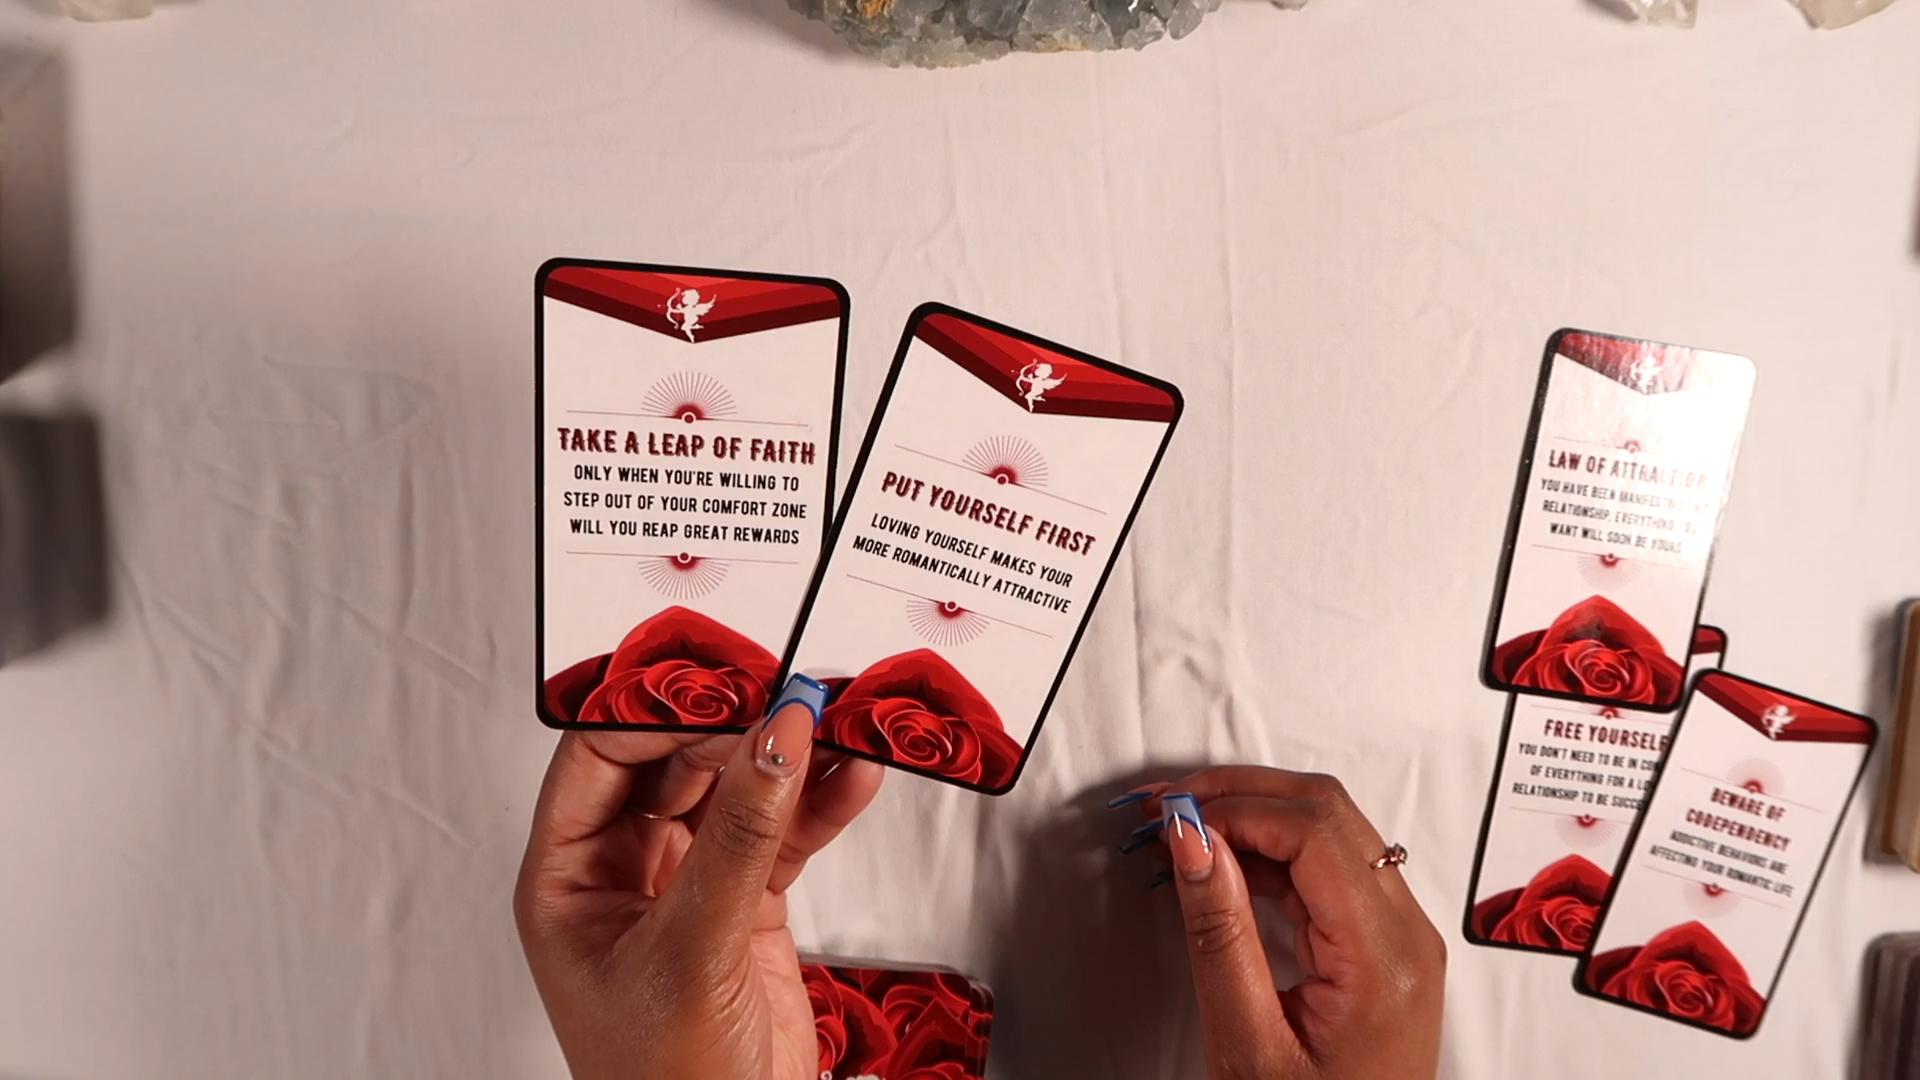 TAKE A LEAP OF FAITH
ONLY WHEN YOU'RE WILLING TO
STEP OUT OF YOUR COMFORT ZONE
WILL YOU REAP GREAT REWARDS
PUT YOURSELF FIRST
LOVING YOURSELF MAKES YOUR
MORE ROMANTICALLY ATTRACTIVE
LAW OF ATTRACTION
YOU HAVE BEEN
RELATIONSHIP, EVERYTHING YOU
WANT WILL SOON BE YOURS
FREE YOURSELF
YOU DON'T NEED TO BE IN
OF EVERYTHING FOR A
RELATIONSHIP TO BE
BEWARE OF
CODEPENDENCY
ADDICTIVE BEHAVIORS ARE
AFFECTING YOUR ROMANTIC LIFE